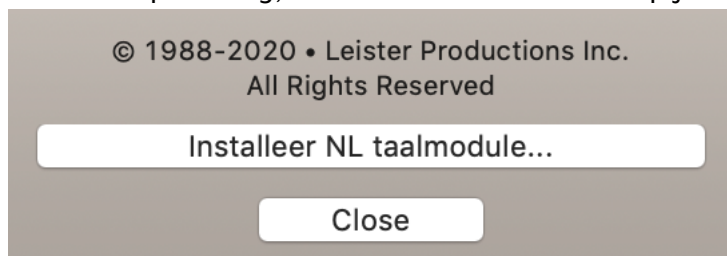 © 1988-2020 • Leister Productions Inc.
All Rights Reserved
Installeer NL taalmodule...
Close